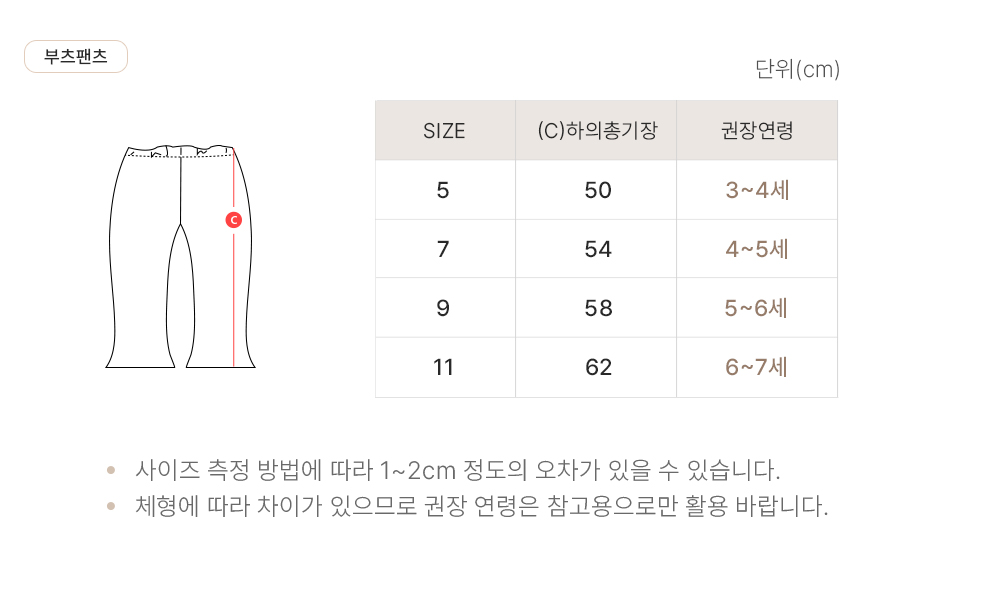 부츠팬츠
단위(cm)
SIZE (C)하의총기장 권장연령
5 50 3~4세
7 54 4~5세
9 58 5~6세
11 62 6~7세
C
사이즈 측정 방법에 따라 1~2cm 정도의 오차가 있을 수 있습니다.
체형에 따라 차이가 있으므로 권장 연령은 참고용으로만 활용 바랍니다.